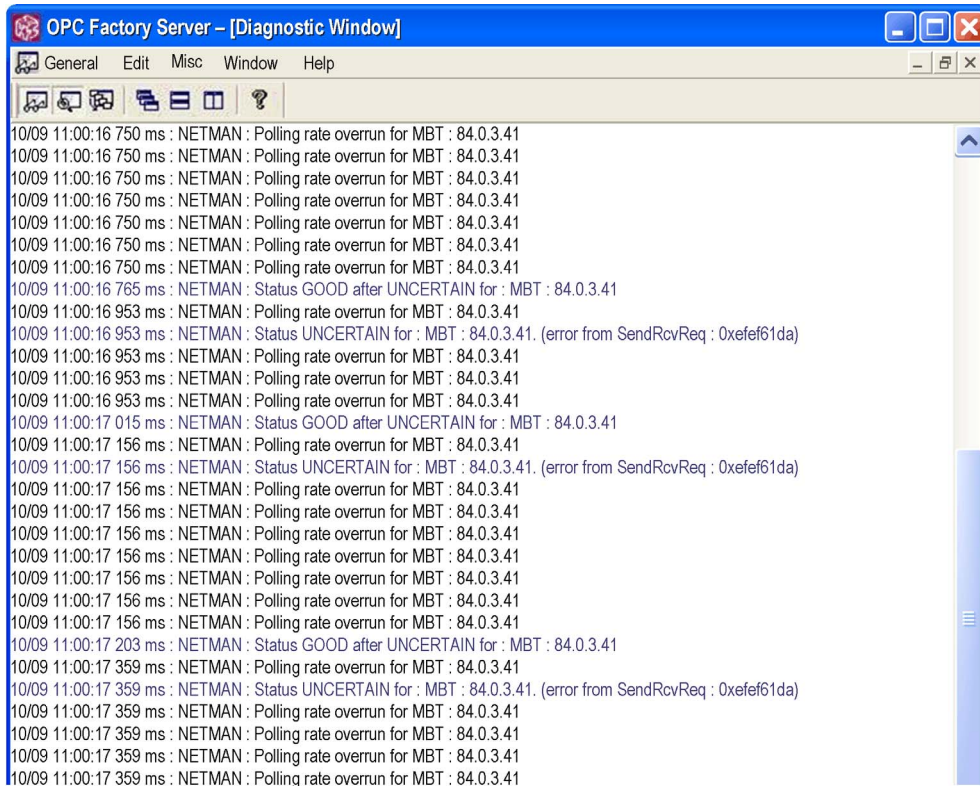 OPC Factory Server – [Diagnostic Window]
General Edit Misc Window Help
10/09 11:00:16 750 ms : NETMAN : Polling rate overrun for MBT : 84.0.3.41
10/09 11:00:16 750 ms : NETMAN : Polling rate overrun for MBT : 84.0.3.41
10/09 11:00:16 750 ms : NETMAN : Polling rate overrun for MBT : 84.0.3.41
10/09 11:00:16 750 ms : NETMAN : Polling rate overrun for MBT : 84.0.3.41
10/09 11:00:16 750 ms : NETMAN : Polling rate overrun for MBT : 84.0.3.41
10/09 11:00:16 750 ms : NETMAN : Polling rate overrun for MBT : 84.0.3.41
10/09 11:00:16 750 ms : NETMAN : Polling rate overrun for MBT : 84.0.3.41
10/09 11:00:16 765 ms : NETMAN : Status GOOD after UNCERTAIN for : MBT : 84.0.3.41
10/09 11:00:16 953 ms : NETMAN : Polling rate overrun for MBT : 84.0.3.41
10/09 11:00:16 953 ms : NETMAN : Status UNCERTAIN for : MBT : 84.0.3.41. (error from SendRcvReq : 0xefef61da)
10/09 11:00:16 953 ms : NETMAN : Polling rate overrun for MBT : 84.0.3.41
10/09 11:00:16 953 ms : NETMAN : Polling rate overrun for MBT : 84.0.3.41
10/09 11:00:16 953 ms : NETMAN : Polling rate overrun for MBT : 84.0.3.41
10/09 11:00:17 015 ms : NETMAN : Status GOOD after UNCERTAIN for : MBT : 84.0.3.41
10/09 11:00:17 156 ms : NETMAN : Polling rate overrun for MBT : 84.0.3.41
10/09 11:00:17 156 ms : NETMAN : Status UNCERTAIN for : MBT : 84.0.3.41. (error from SendRcvReq : 0xefef61da)
10/09 11:00:17 156 ms : NETMAN : Polling rate overrun for MBT : 84.0.3.41
10/09 11:00:17 156 ms : NETMAN : Polling rate overrun for MBT : 84.0.3.41
10/09 11:00:17 156 ms : NETMAN : Polling rate overrun for MBT : 84.0.3.41
10/09 11:00:17 156 ms : NETMAN : Polling rate overrun for MBT : 84.0.3.41
10/09 11:00:17 156 ms : NETMAN : Polling rate overrun for MBT : 84.0.3.41
10/09 11:00:17 156 ms : NETMAN : Polling rate overrun for MBT : 84.0.3.41
10/09 11:00:17 156 ms : NETMAN : Polling rate overrun for MBT : 84.0.3.41
10/09 11:00:17 203 ms : NETMAN : Status GOOD after UNCERTAIN for : MBT : 84.0.3.41
10/09 11:00:17 359 ms : NETMAN : Polling rate overrun for MBT : 84.0.3.41
10/09 11:00:17 359 ms : NETMAN : Status UNCERTAIN for : MBT : 84.0.3.41. (error from SendRcvReq : 0xefef61da)
10/09 11:00:17 359 ms : NETMAN : Polling rate overrun for MBT : 84.0.3.41
10/09 11:00:17 359 ms : NETMAN : Polling rate overrun for MBT : 84.0.3.41
10/09 11:00:17 359 ms : NETMAN : Polling rate overrun for MBT : 84.0.3.41
10/09 11:00:17 359 ms : NETMAN : Polling rate overrun for MBT : 84.0.3.41